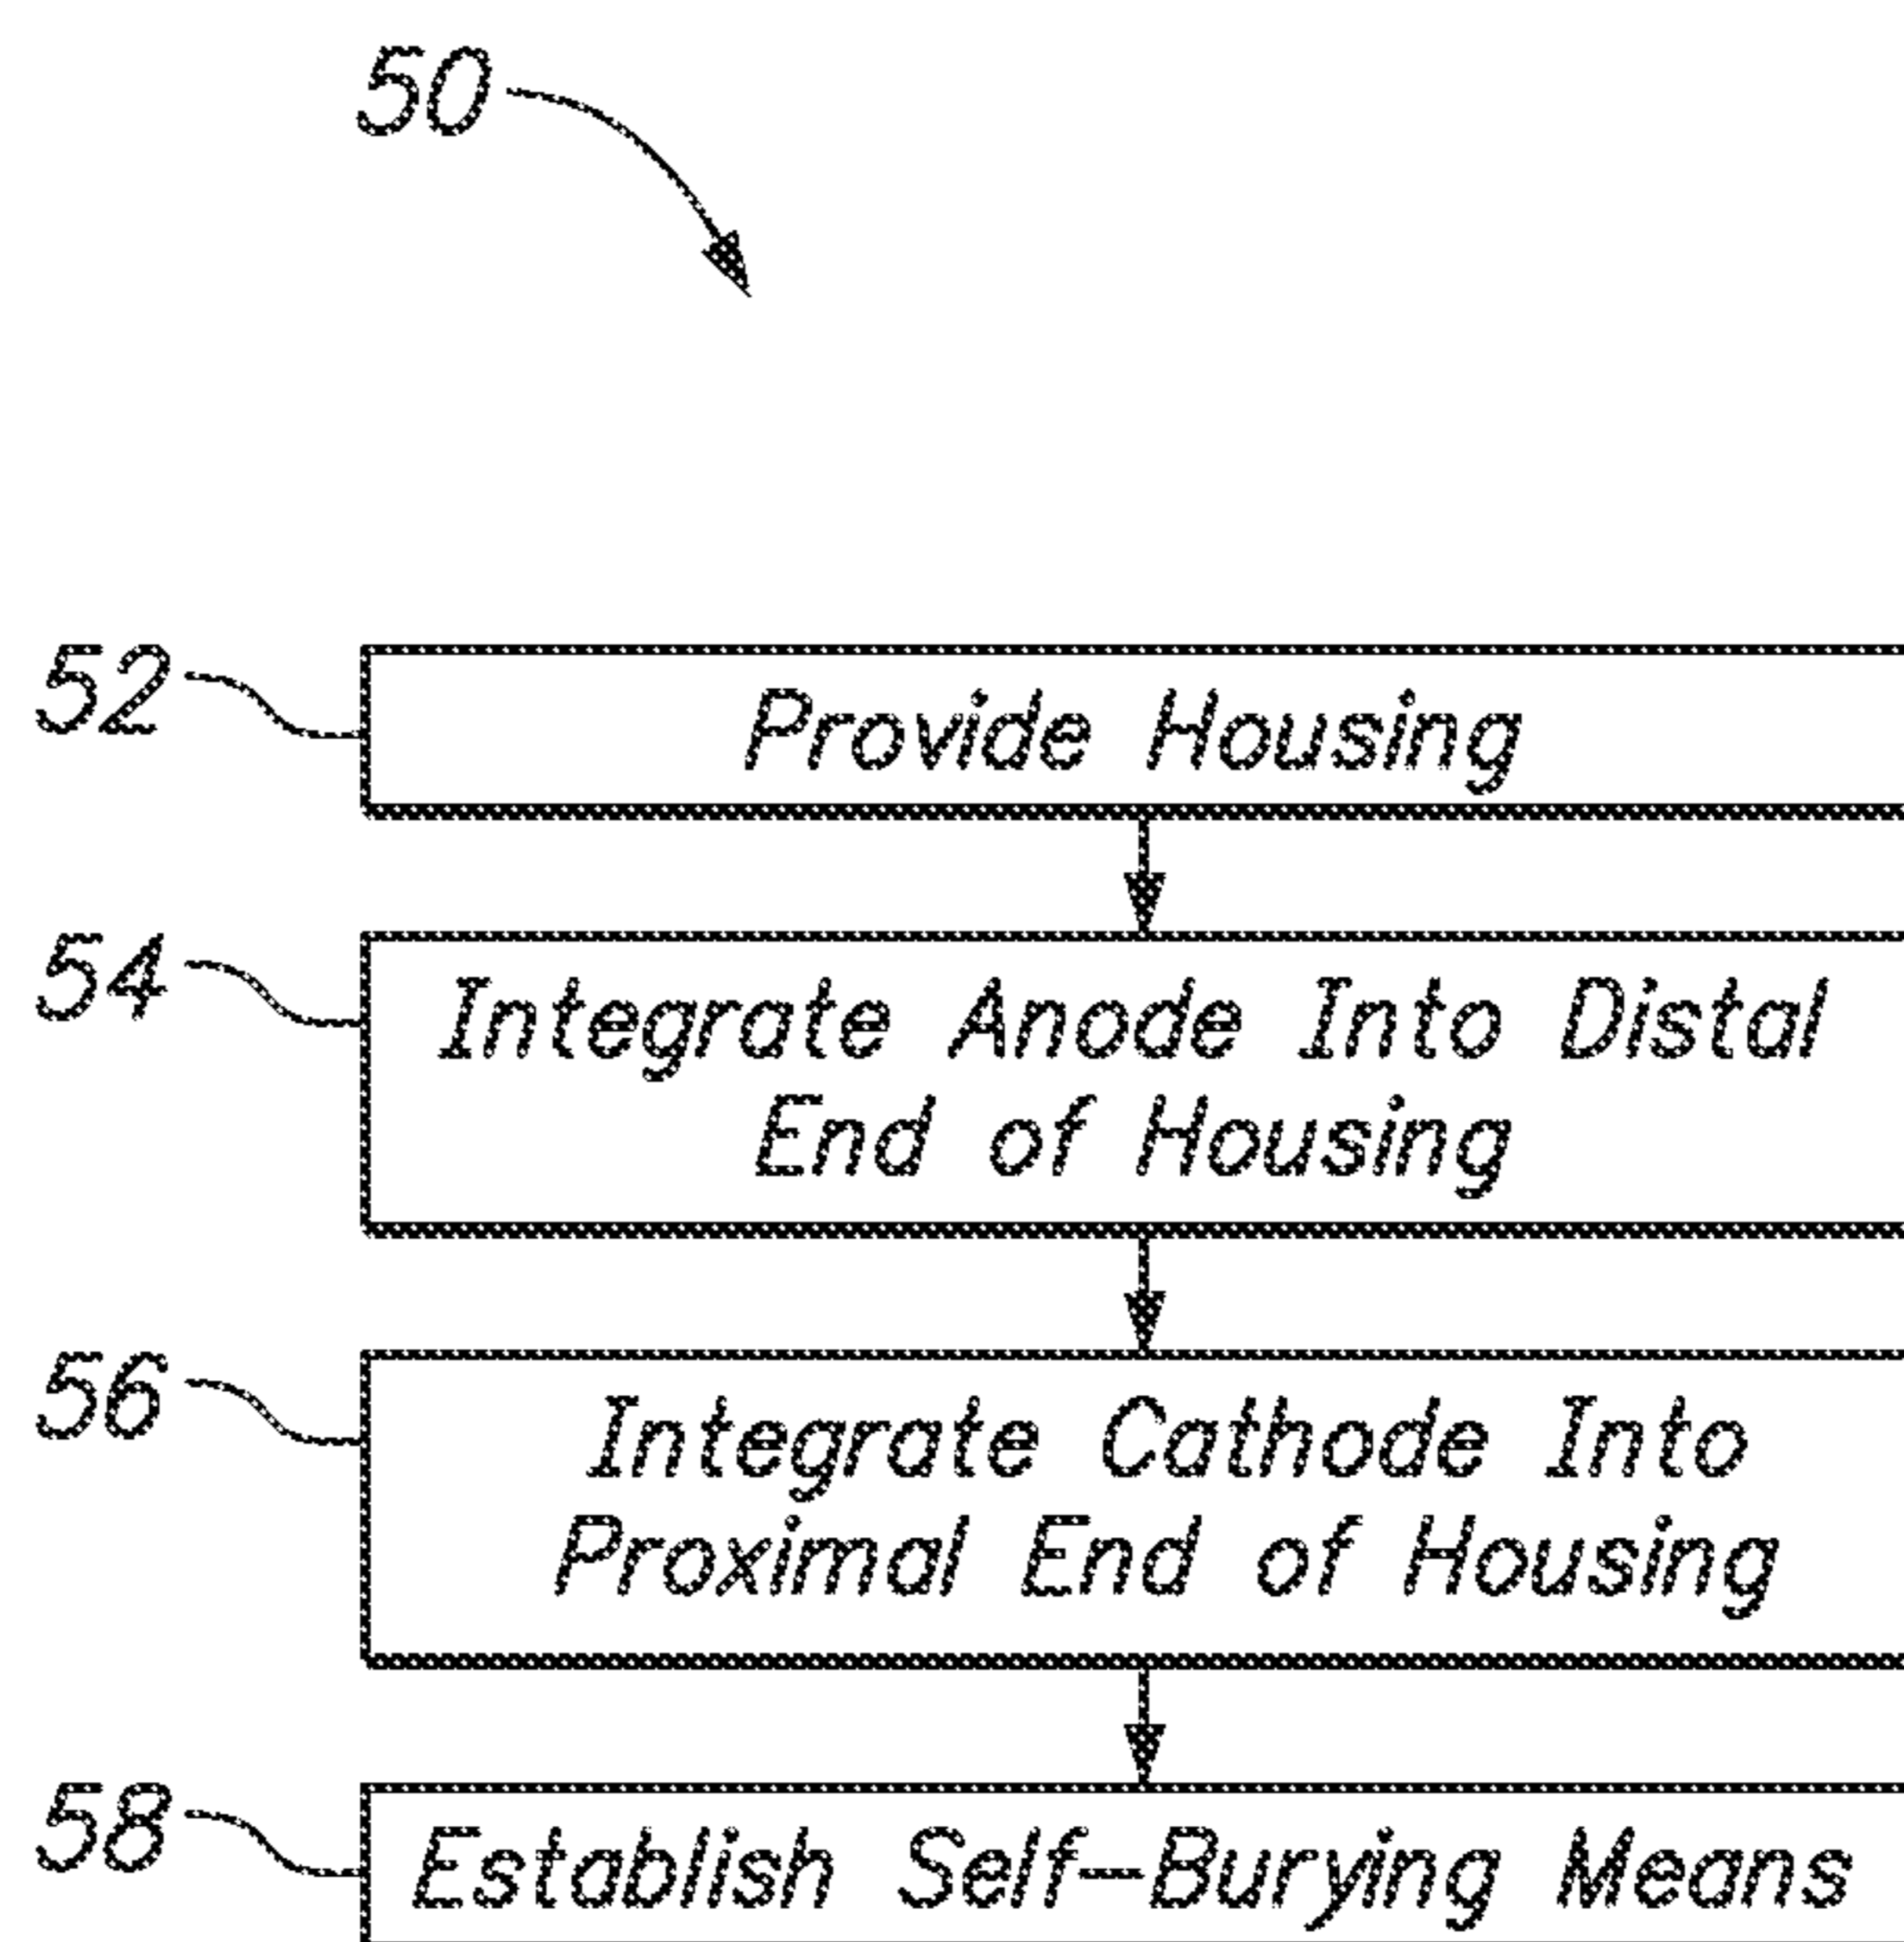 50
52
Provide Housing
54
Integrate Anode Into Distal
End of Housing
56
Integrate Cathode Into
Proximal End of Housing
58
Establish Self-Burying Means